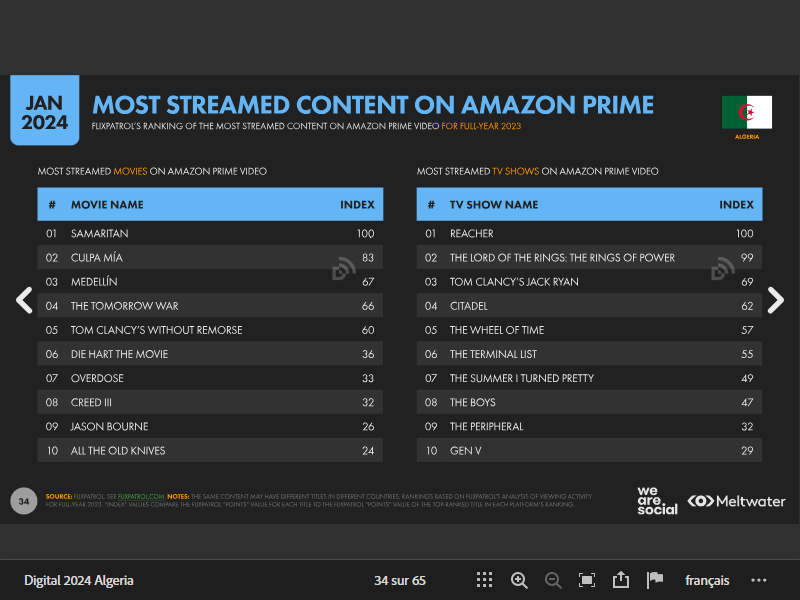 JAN
2024
MOST STREAMED CONTENT ON AMAZON PRIME
FLIXPATROL'S RANKING OF THE MOST STREAMED CONTENT ON AMAZON PRIME VIDEO FOR FULL-YEAR 2023
ALGERIA
MOST STREAMED MOVIES ON AMAZON PRIME VIDEO
# MOVIE NAME INDEX
01 SAMARITAN 100
02 CULPA MÍA 83
03 MEDELLÍN 67
04 THE TOMORROW WAR 66
05 TOM CLANCY'S WITHOUT REMORSE 60
06 DIE HART THE MOVIE 36
07 OVERDOSE 33
08 CREED III 32
09 JASON BOURNE 26
10 ALL THE OLD KNIVES 24
MOST STREAMED TV SHOWS ON AMAZON PRIME VIDEO
# TV SHOW NAME INDEX
01 REACHER 100
02 THE LORD OF THE RINGS: THE RINGS OF POWER 99
03 TOM CLANCY'S JACK RYAN 69
04 CITADEL 62
05 THE WHEEL OF TIME 57
06 THE TERMINAL LIST 55
07 THE SUMMER I TURNED PRETTY 49
08 THE BOYS 47
09 THE PERIPHERAL 32
10 GEN V 29
34
SOURCE: FLIXPATROL. SEE FLIXPATROL.COM. NOTES: THE SAME CONTENT MAY HAVE DIFFERENT TITLES IN DIFFERENT COUNTRIES. RANKINGS BASED ON FLIXPATROL'S ANALYSIS OF VIEWING ACTIVITY
FOR FULL-YEAR 2023. "INDEX" VALUES COMPARE THE FLIXPATROL "POINTS" VALUE FOR EACH TITLE TO THE FLIXPATROL "POINTS" VALUE OF THE TOP-RANKED TITLE IN EACH PLATFORM'S RANKING.
we
are
social
Meltwater
Digital 2024 Algeria
34 sur 65
français